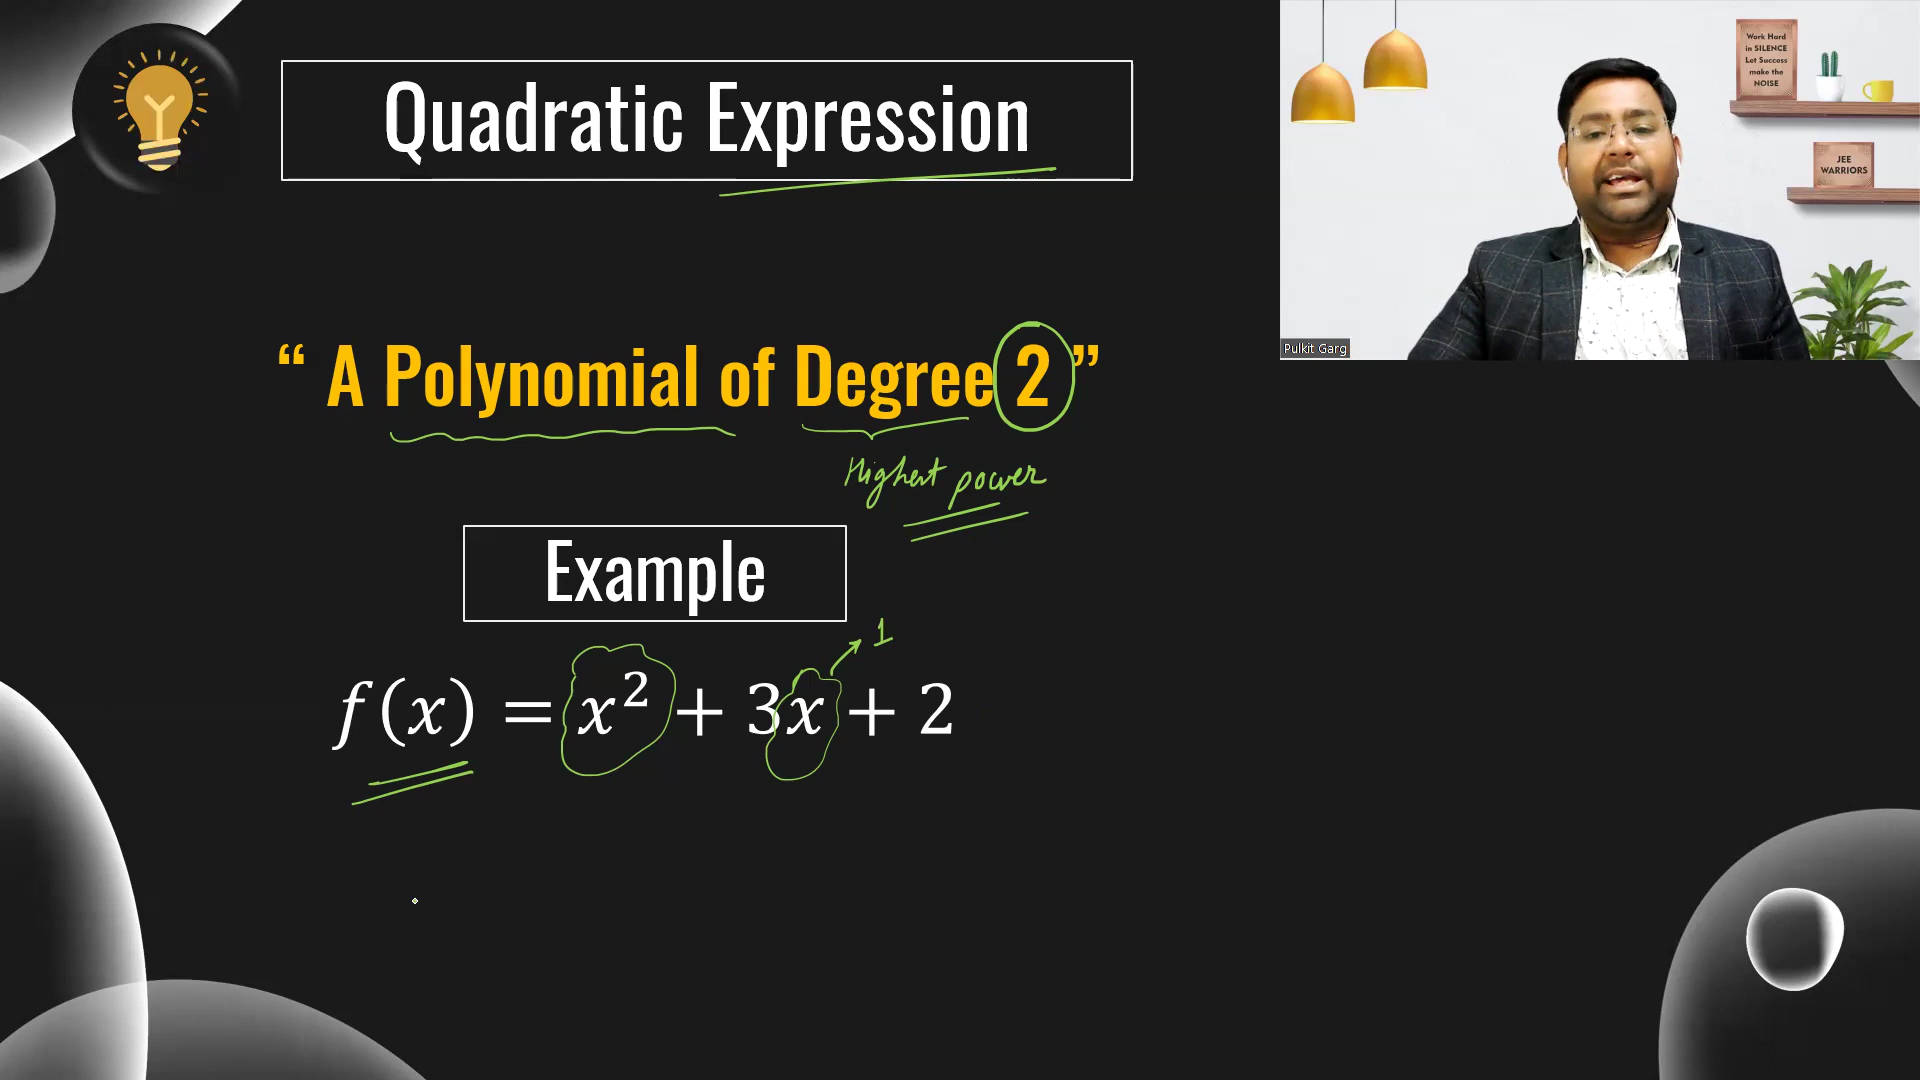 Quadratic Expression
“ A Polynomial of Degree 2 ”
Highest power
Example
1
f(x) = x² + 3x + 2
Work Hard
in SILENCE
Let Success
make the
NOISE
JEE
WARRIORS
Pulkit Garg